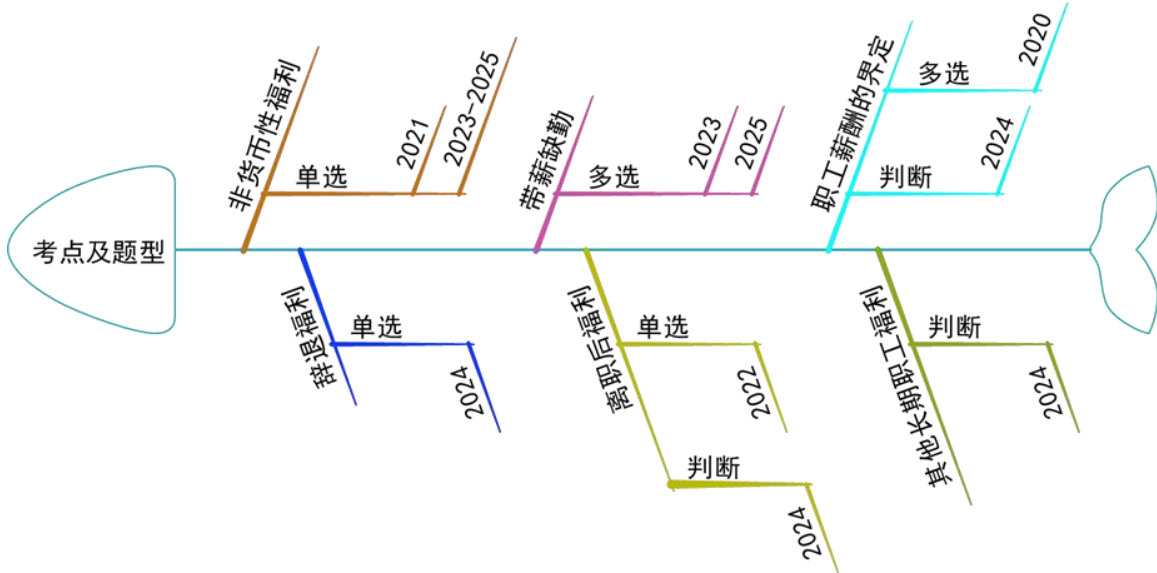 考点及题型
非货币性福利
单选
2021
2023-2025
带薪缺勤
多选
2023
2025
职工薪酬的界定
多选
2020
判断
2024
辞退福利
单选
2024
离职后福利
单选
2022
判断
2024
其他长期职工福利
判断
2024